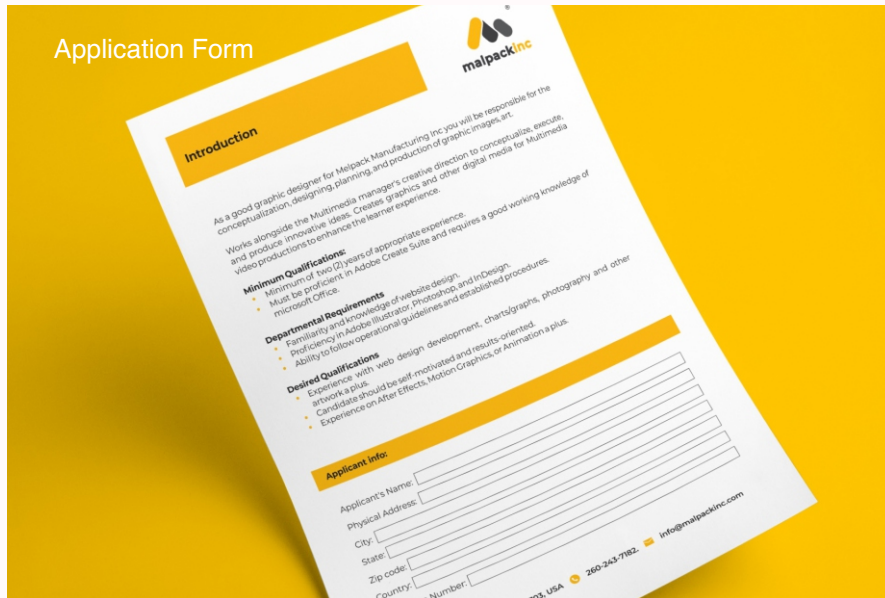 Application Form
malpackinc
Introduction
As a good graphic designer for Melpack Manufacturing Inc you will be responsible for the
conceptualization, designing, planning, and production of graphic images, art.
Works alongside the Multimedia manager's creative direction to conceptualize, execute,
and produce innovative ideas. Creates graphics and other digital media for Multimedia
video productions to enhance the learner experience.
Minimum Qualifications:
Minimum of two (2) years of appropriate experience.
Must be proficient in Adobe Create Suite and requires a good working knowledge of
microsoft Office.
Departmental Requirements
Familiarity and knowledge of website design.
Proficiency in Adobe Illustrator, Photoshop, and InDesign.
Ability to follow operational guidelines and established procedures.
Desired Qualifications
Experience with web design development, charts/graphs, photography and other
artwork a plus.
Candidate should be self-motivated and results-oriented.
Experience on After Effects, Motion Graphics, or Animation a plus.
Applicant info:
Applicant's Name:
Physical Address:
City:
State:
Zip code:
Country:
Number:
USA 260-243-7182. info@malpackinc.com